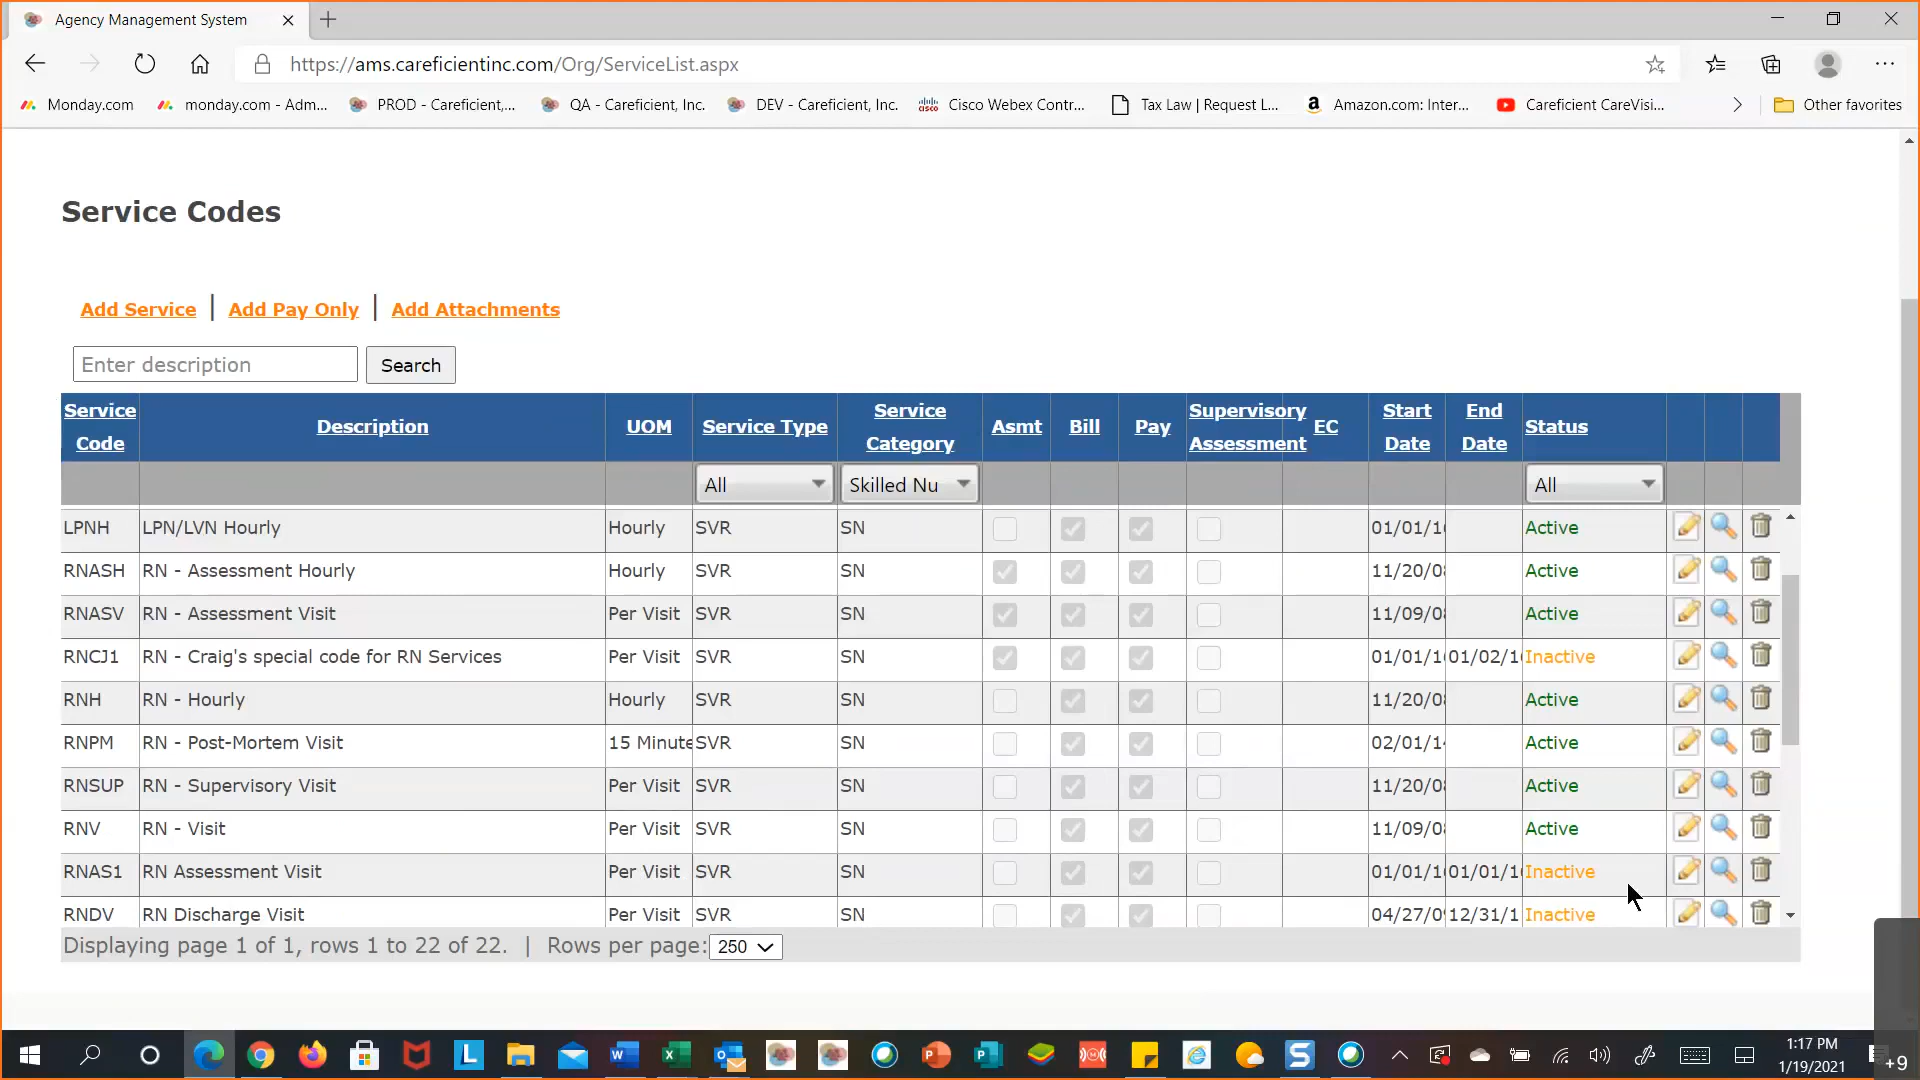 Agency Management System
https://ams.careficientinc.com/Org/ServiceList.aspx
Monday.com monday.com - Adm... PROD - Careficient,... QA - Careficient, Inc. DEV - Careficient, Inc. Cisco Webex Contr... Tax Law | Request L... Amazon.com: Inter... Careficient CareVisi... Other favorites
Service Codes
Add Service | Add Pay Only | Add Attachments
Enter description Search
Service Code Description UOM Service Type Service Category Asmt Bill Pay Supervisory Assessment EC Start Date End Date Status
All Skilled Nu All
LPNH LPN/LVN Hourly Hourly SVR SN 01/01/1 Active
RNASH RN - Assessment Hourly Hourly SVR SN 11/20/0 Active
RNASV RN - Assessment Visit Per Visit SVR SN 11/09/0 Active
RNCJ1 RN - Craig's special code for RN Services Per Visit SVR SN 01/01/1 01/02/1 Inactive
RNH RN - Hourly Hourly SVR SN 11/20/0 Active
RNPM RN - Post-Mortem Visit 15 Minute SVR SN 02/01/1 Active
RNSUP RN - Supervisory Visit Per Visit SVR SN 11/20/0 Active
RNV RN - Visit Per Visit SVR SN 11/09/0 Active
RNAS1 RN Assessment Visit Per Visit SVR SN 01/01/1 01/01/1 Inactive
RNDV RN Discharge Visit Per Visit SVR SN 04/27/0 12/31/1 Inactive
Displaying page 1 of 1, rows 1 to 22 of 22. | Rows per page: 250
1:17 PM
1/19/2021
+9